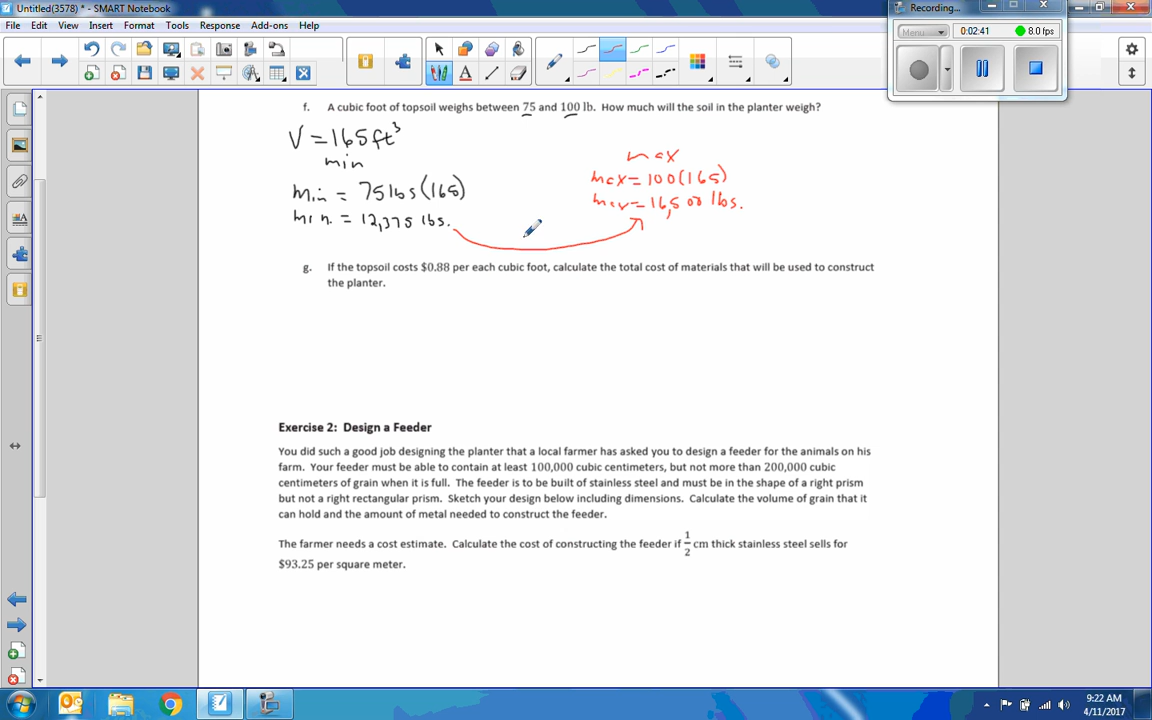 Untitled(3578) * - SMART Notebook
Recording...
File Edit View Insert Format Tools Response Add-ons Help
Menu
0:02:41
8.0 fps
f. A cubic foot of topsoil weighs between 75 and 100 lb. How much will the soil in the planter weigh?
V = 165 ft³
min
max
min = 75 lbs (165)
max = 100(165)
min. = 12,375 lbs.
max = 16,500 lbs.
g. If the topsoil costs $0.88 per each cubic foot, calculate the total cost of materials that will be used to construct
the planter.
Exercise 2: Design a Feeder
You did such a good job designing the planter that a local farmer has asked you to design a feeder for the animals on his
farm. Your feeder must be able to contain at least 100,000 cubic centimeters, but not more than 200,000 cubic
centimeters of grain when it is full. The feeder is to be built of stainless steel and must be in the shape of a right prism
but not a right rectangular prism. Sketch your design below including dimensions. Calculate the volume of grain that it
can hold and the amount of metal needed to construct the feeder.
The farmer needs a cost estimate. Calculate the cost of constructing the feeder if 1/2 cm thick stainless steel sells for
$93.25 per square meter.
9:22 AM
4/11/2017